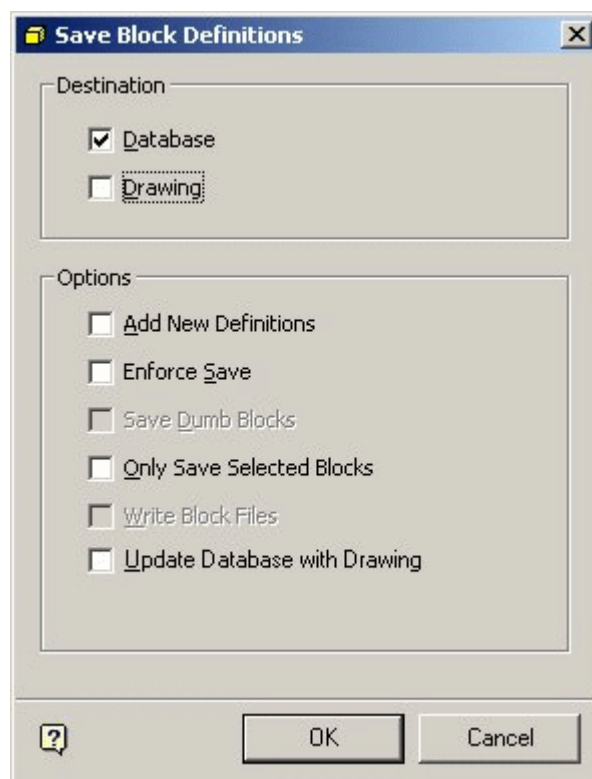 Save Block Definitions
Destination
Database
Drawing
Options
Add New Definitions
Enforce Save
Save Dumb Blocks
Only Save Selected Blocks
Write Block Files
Update Database with Drawing
?
OK
Cancel